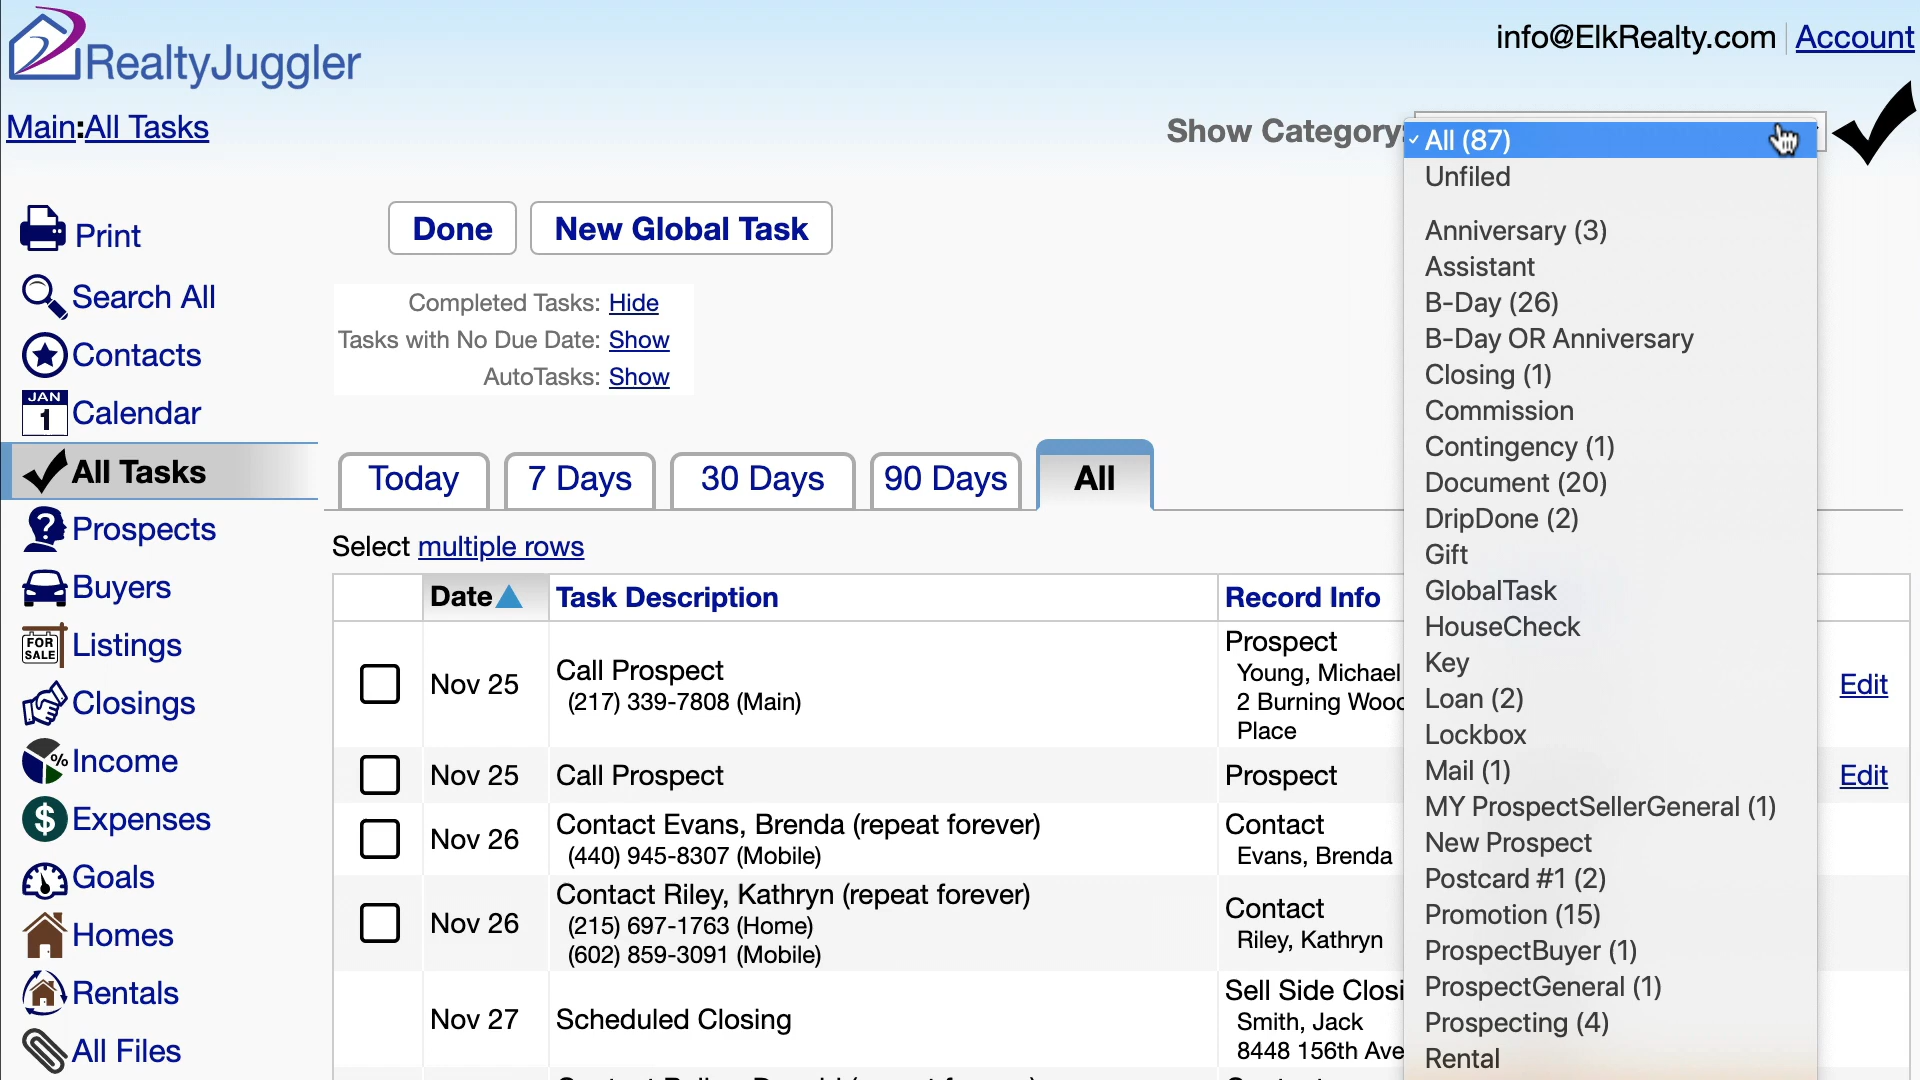 RealtyJuggler
info@ElkRealty.com Account
Main:All Tasks
Show Category:
All (87)
Unfiled
Anniversary (3)
Assistant
B-Day (26)
B-Day OR Anniversary
Closing (1)
Commission
Contingency (1)
Document (20)
DripDone (2)
Gift
GlobalTask
HouseCheck
Key
Loan (2)
Lockbox
Mail (1)
MY ProspectSellerGeneral (1)
New Prospect
Postcard #1 (2)
Promotion (15)
ProspectBuyer (1)
ProspectGeneral (1)
Prospecting (4)
Rental
Print
Search All
Contacts
JAN
1
Calendar
All Tasks
Prospects
Buyers
FOR
SALE
Listings
Closings
%
Income
$
Expenses
Goals
Homes
Rentals
All Files
Done New Global Task
Completed Tasks: Hide
Tasks with No Due Date: Show
AutoTasks: Show
Today 7 Days 30 Days 90 Days All
Select multiple rows
Date Task Description Record Info
Nov 25
Call Prospect
(217) 339-7808 (Main)
Prospect
Young, Michael
2 Burning Wood
Place
Edit
Nov 25 Call Prospect Prospect Edit
Nov 26
Contact Evans, Brenda (repeat forever)
(440) 945-8307 (Mobile)
Contact
Evans, Brenda
Nov 26
Contact Riley, Kathryn (repeat forever)
(215) 697-1763 (Home)
(602) 859-3091 (Mobile)
Contact
Riley, Kathryn
Nov 27
Scheduled Closing
Sell Side Closi
Smith, Jack
8448 156th Ave